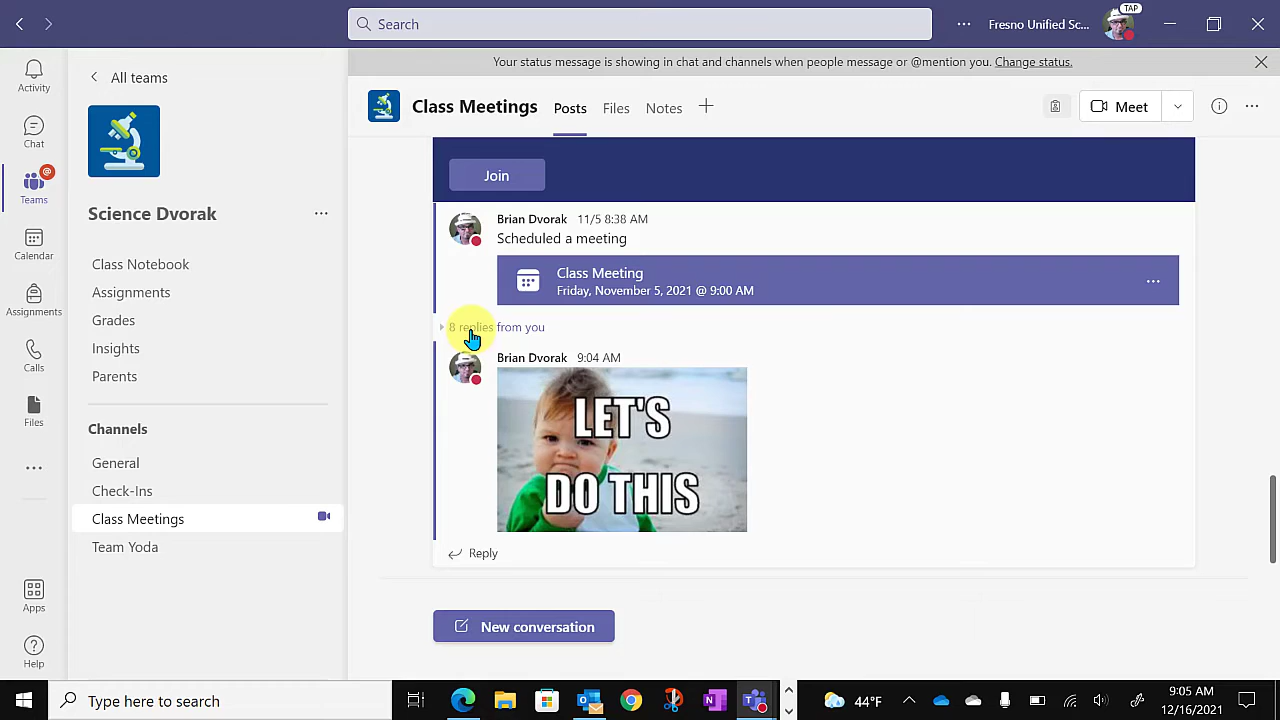 Search
Fresno Unified Sc...
TAP
Your status message is showing in chat and channels when people message or @mention you. Change status.
Activity
Chat
@
Teams
Calendar
Assignments
Calls
Files
Apps
Help
All teams
Science Dvorak
Class Notebook
Assignments
Grades
Insights
Parents
Channels
General
Check-Ins
Class Meetings
Team Yoda
Class Meetings
Posts
Files
Notes
Meet
Join
Brian Dvorak 11/5 8:38 AM
Scheduled a meeting
Class Meeting
Friday, November 5, 2021 @ 9:00 AM
8 replies from you
Brian Dvorak 9:04 AM
LET'S
DO THIS
Reply
New conversation
Type here to search
44°F
9:05 AM
12/16/2021